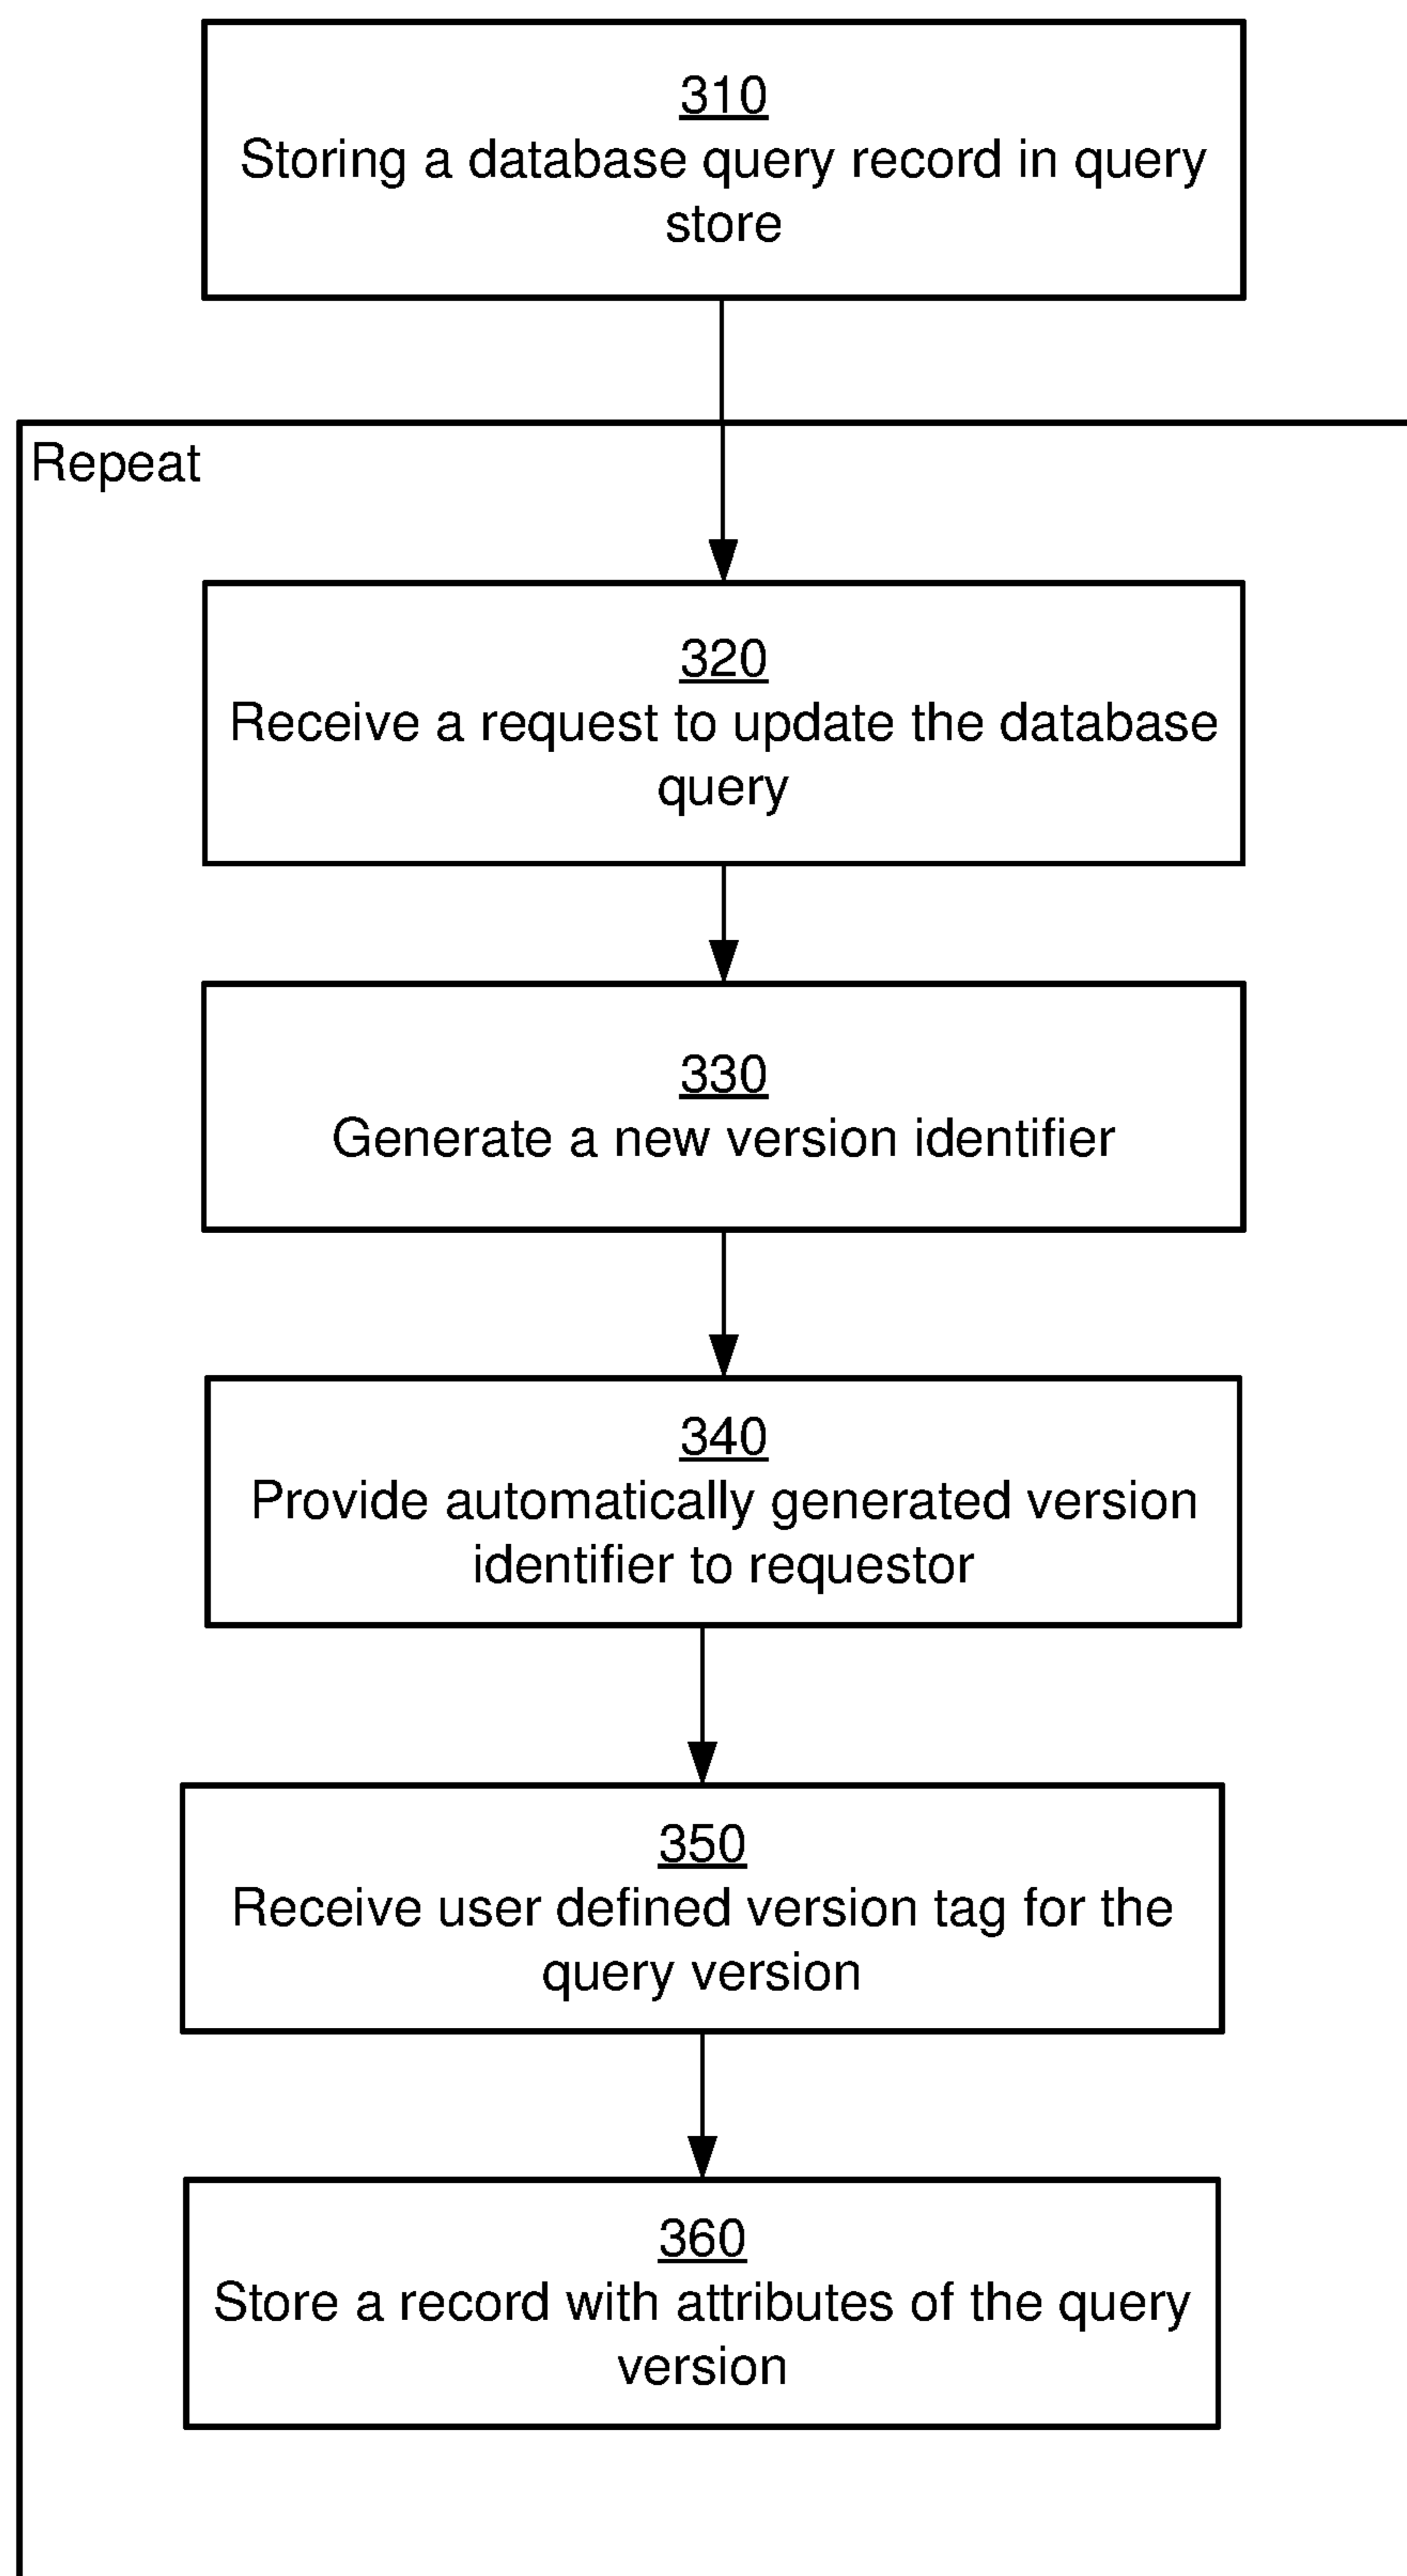 310
Storing a database query record in query
store
Repeat
320
Receive a request to update the database
query
330
Generate a new version identifier
340
Provide automatically generated version
identifier to requestor
350
Receive user defined version tag for the
query version
360
Store a record with attributes of the query
version